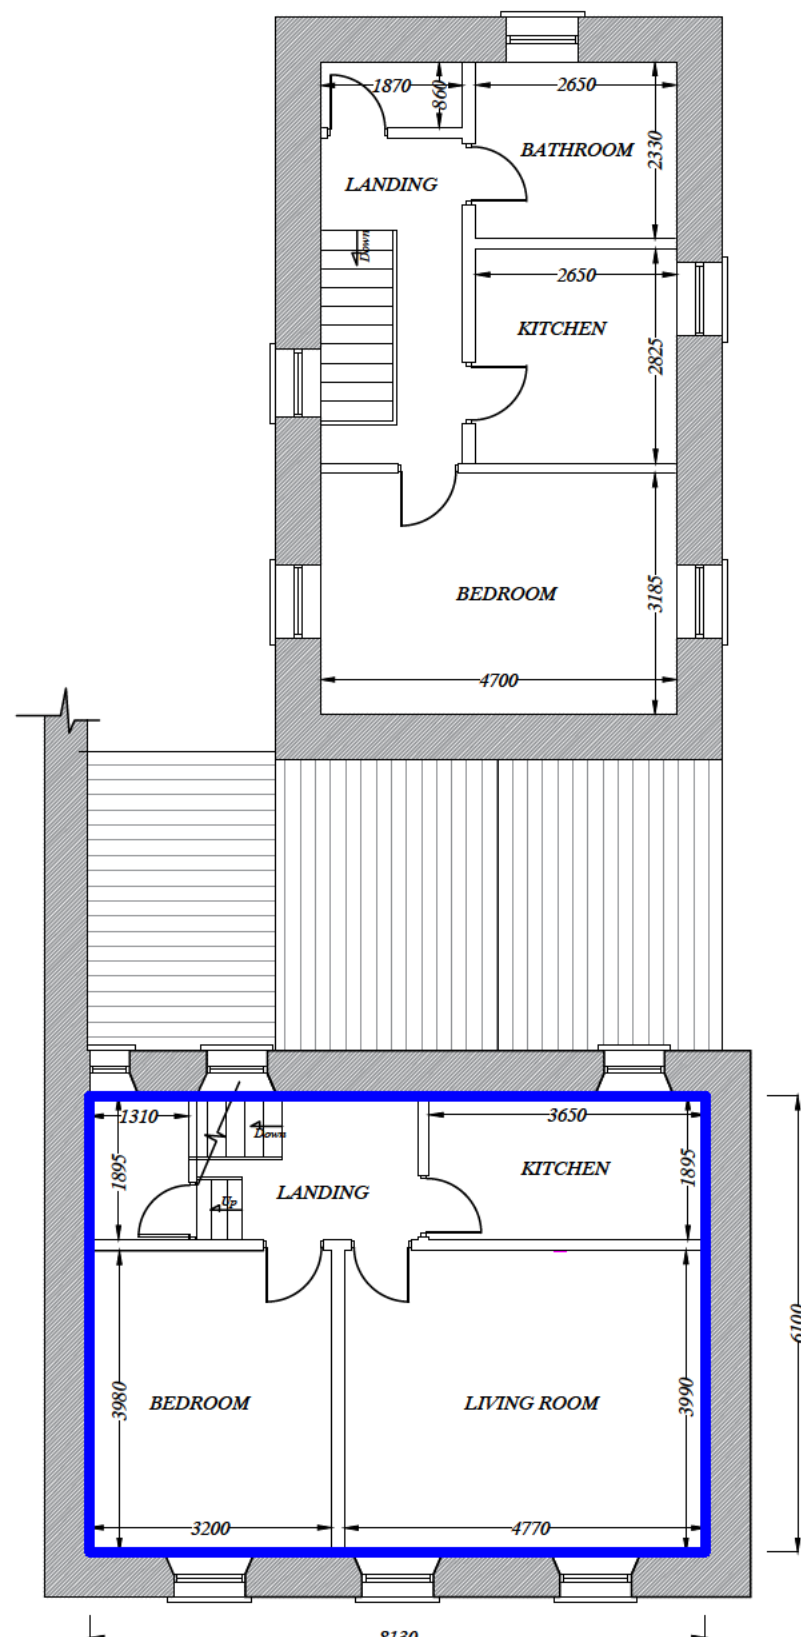 1870
860
2650
BATHROOM
2330
LANDING
Down
2650
KITCHEN
2825
BEDROOM
3185
4700
1310
3650
Down
1895
LANDING
KITCHEN
1895
Up
6100
3980
BEDROOM
LIVING ROOM
3990
3200
4770
8130